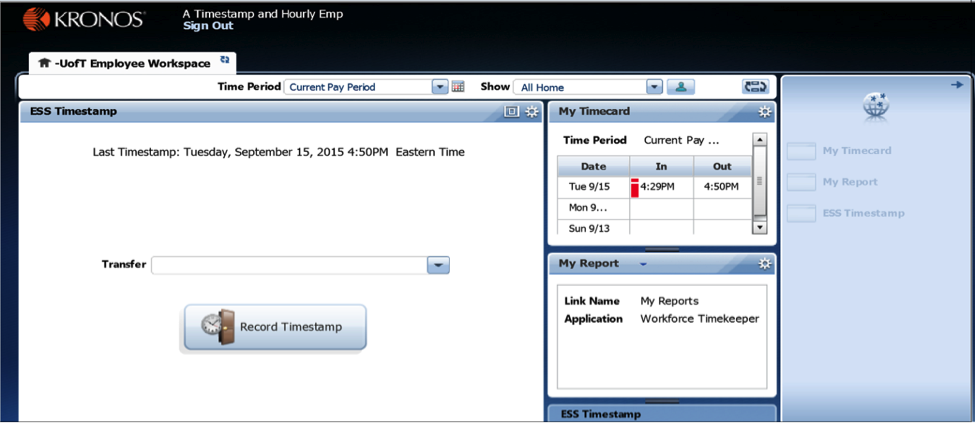 KRONOS
A Timestamp and Hourly Emp
Sign Out
-UofT Employee Workspace
Time Period Current Pay Period Show All Home
ESS Timestamp
Last Timestamp: Tuesday, September 15, 2015 4:50PM Eastern Time
Transfer
Record Timestamp
My Timecard
Time Period Current Pay ...
Date In Out
Tue 9/15 4:29PM 4:50PM
Mon 9...
Sun 9/13
My Report
Link Name My Reports
Application Workforce Timekeeper
ESS Timestamp
My Timecard
My Report
ESS Timestamp